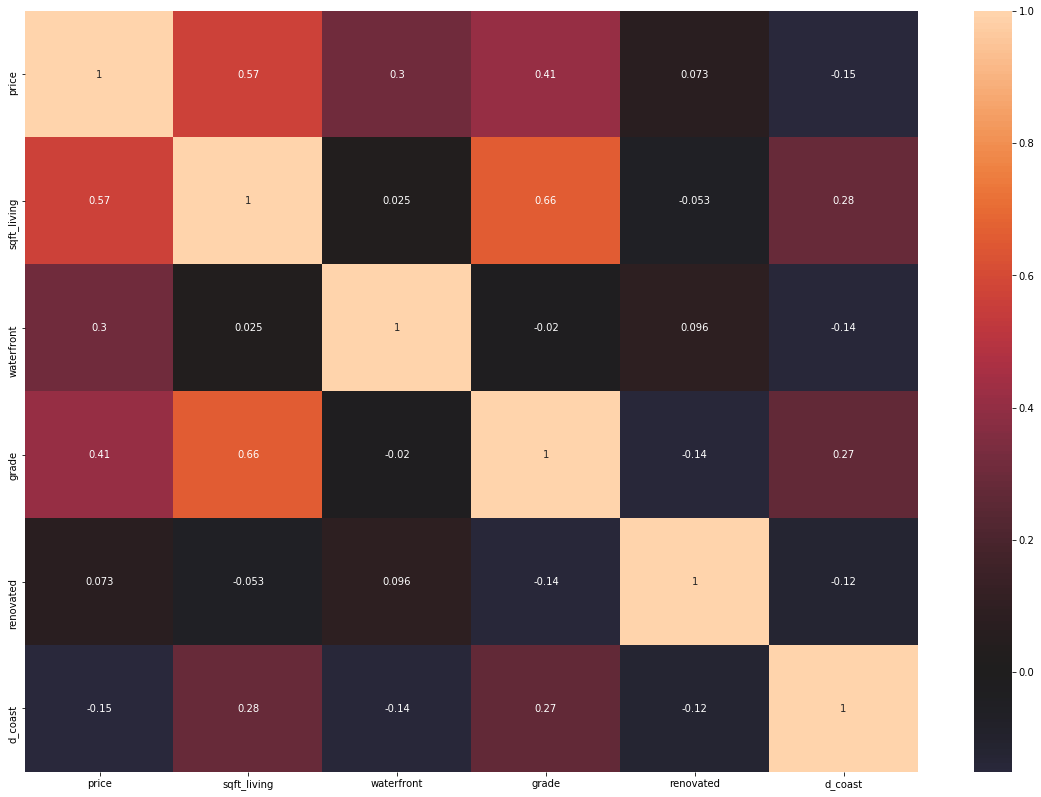 1.0
price 1 0.57 0.3 0.41 0.073 -0.15
0.8
sqft_living 0.57 1 0.025 0.66 -0.053 0.28
0.6
waterfront 0.3 0.025 1 -0.02 0.096 -0.14
0.4
grade 0.41 0.66 -0.02 1 -0.14 0.27
0.2
renovated 0.073 -0.053 0.096 -0.14 1 -0.12
0.0
d_coast -0.15 0.28 -0.14 0.27 -0.12 1
price sqft_living waterfront grade renovated d_coast